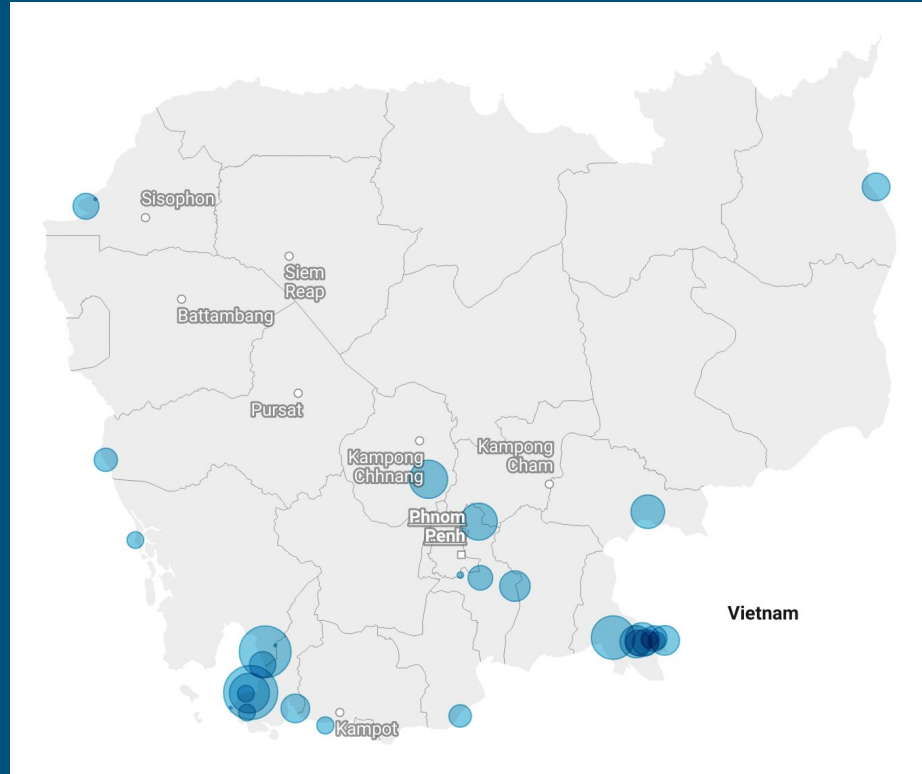 Sisophon
Siem
Reap
Battambang
Pursat
Kampong
Chhnang
Kampong
Cham
Phnom
Penh
Vietnam
Kampot